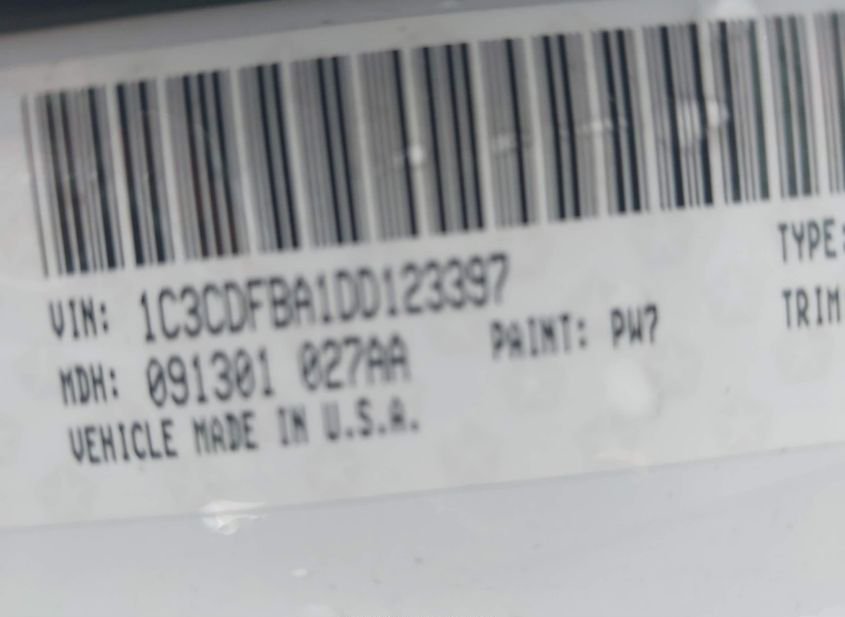 VIN: 1C3CDFBA1DD123397
TYPE:
MDH: 091301 027AA
PAINT: PW7
TRIM
VEHICLE MADE IN U.S.A.